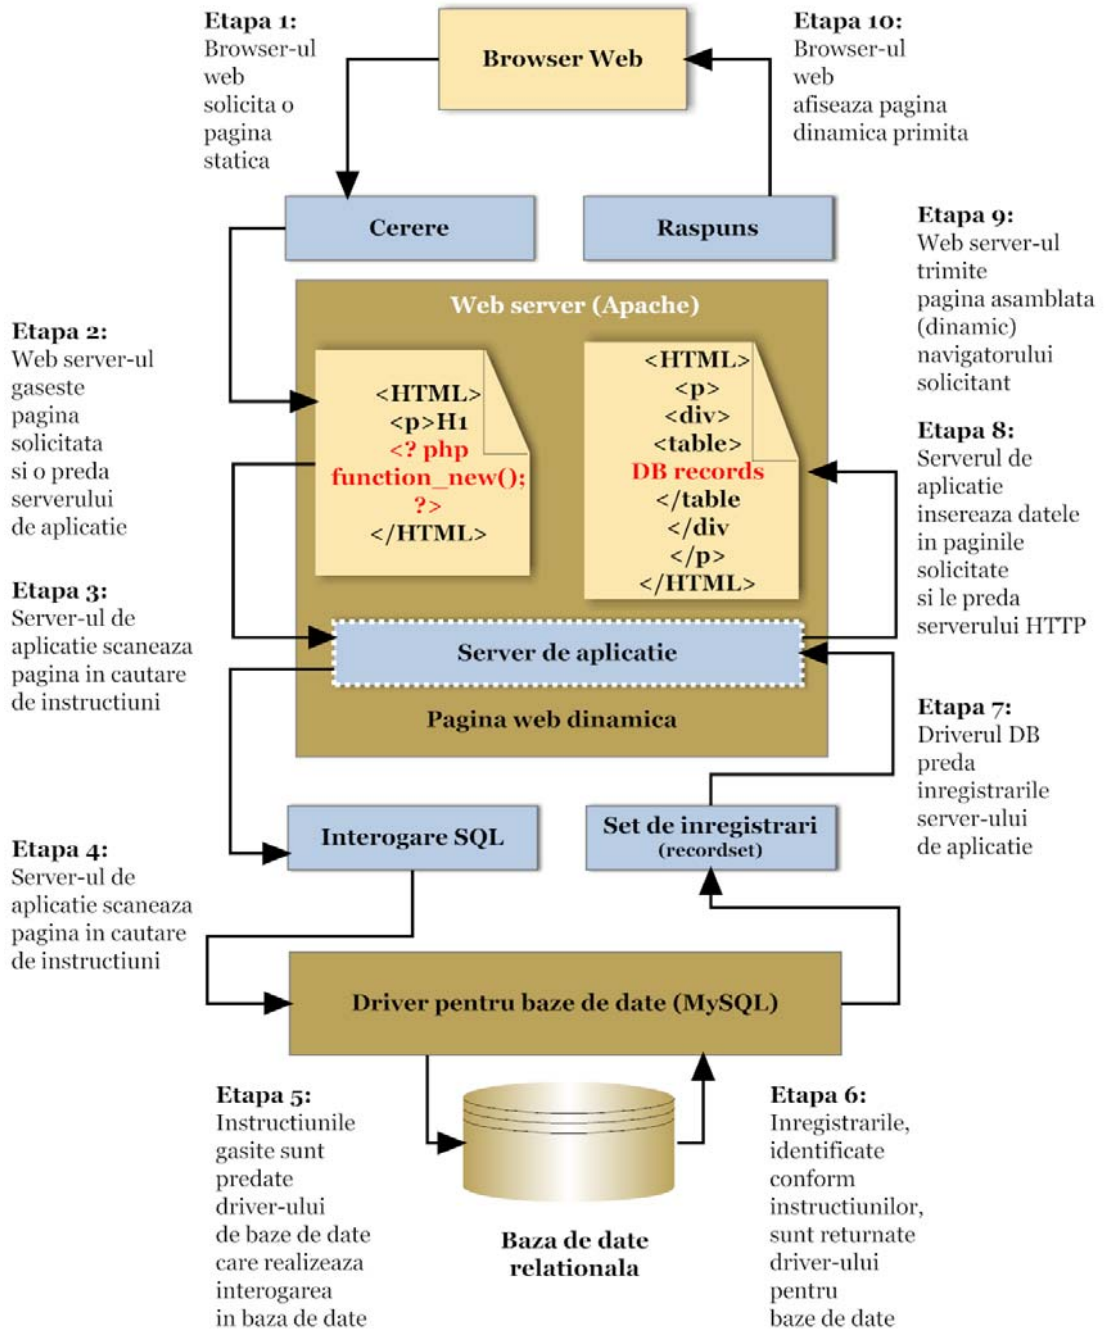 Etapa 1:
Browser-ul
web
solicita o
pagina
statica
Browser Web
Etapa 10:
Browser-ul
web
afiseaza pagina
dinamica primita
Cerere
Raspuns
Etapa 2:
Web server-ul
gaseste
pagina
solicitata
si o preda
serverului
de aplicatie
Web server (Apache)
<HTML>
<p>H1
<? php
function_new();
?>
</HTML>
<HTML>
<p>
<div>
<table>
DB records
</table
</div
</p>
</HTML>
Etapa 9:
Web server-ul
trimite
pagina asamblata
(dinamic)
navigatorului
solicitant
Etapa 3:
Server-ul de
aplicatie scaneaza
pagina in cautare
de instructiuni
Server de aplicatie
Pagina web dinamica
Etapa 8:
Serverul de
aplicatie
insereaza datele
in paginile
solicitate
si le preda
serverului HTTP
Etapa 4:
Server-ul de
aplicatie scaneaza
pagina in cautare
de instructiuni
Interogare SQL
Set de inregistrari
(recordset)
Etapa 7:
Driverul DB
preda
inregistrarile
server-ului
de aplicatie
Driver pentru baze de date (MySQL)
Etapa 5:
Instructiunile
gasite sunt
predate
driver-ului
de baze de date
care realizeaza
interogarea
in baza de date
Baza de date
relationala
Etapa 6:
Inregistrarile,
identificate
conform
instructiunilor,
sunt returnate
driver-ului
pentru
baze de date